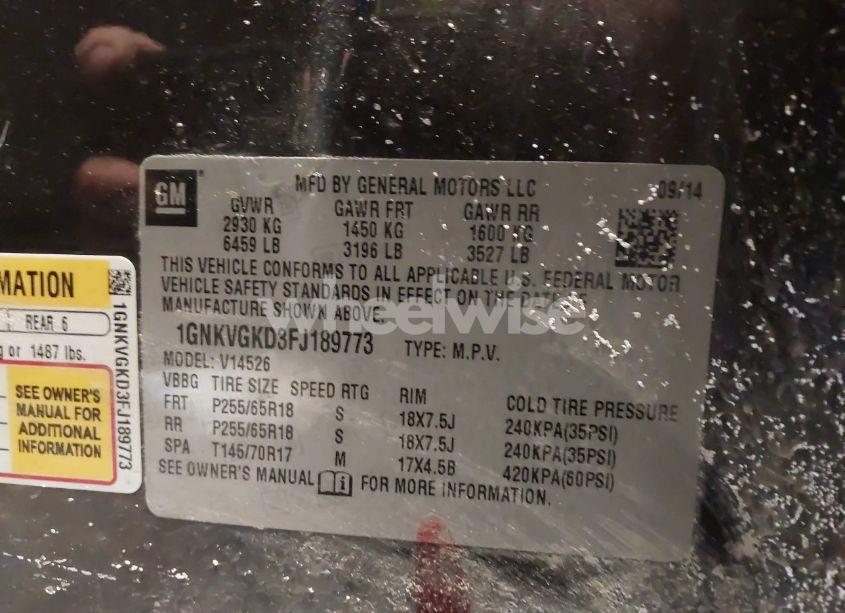 GM
MFD BY GENERAL MOTORS LLC 09/14
GVWR GAWR FRT GAWR RR
2930 KG 1450 KG 1600 KG
6459 LB 3196 LB 3527 LB
THIS VEHICLE CONFORMS TO ALL APPLICABLE U.S. FEDERAL MOTOR
VEHICLE SAFETY STANDARDS IN EFFECT ON THE DATE OF
MANUFACTURE SHOWN ABOVE.
1GNKVGKD3FJ189773 TYPE: M.P.V.
MODEL: V14526
VBBG TIRE SIZE SPEED RTG RIM COLD TIRE PRESSURE
FRT P255/65R18 S 18X7.5J 240KPA(35PSI)
RR P255/65R18 S 18X7.5J 240KPA(35PSI)
SPA T145/70R17 M 17X4.5B 420KPA(60PSI)
SEE OWNER'S MANUAL FOR MORE INFORMATION.
wheelwise
MATION
REAR 6
g or 1487 lbs.
SEE OWNER'S
MANUAL FOR
ADDITIONAL
INFORMATION
1GNKVGKD3FJ189773